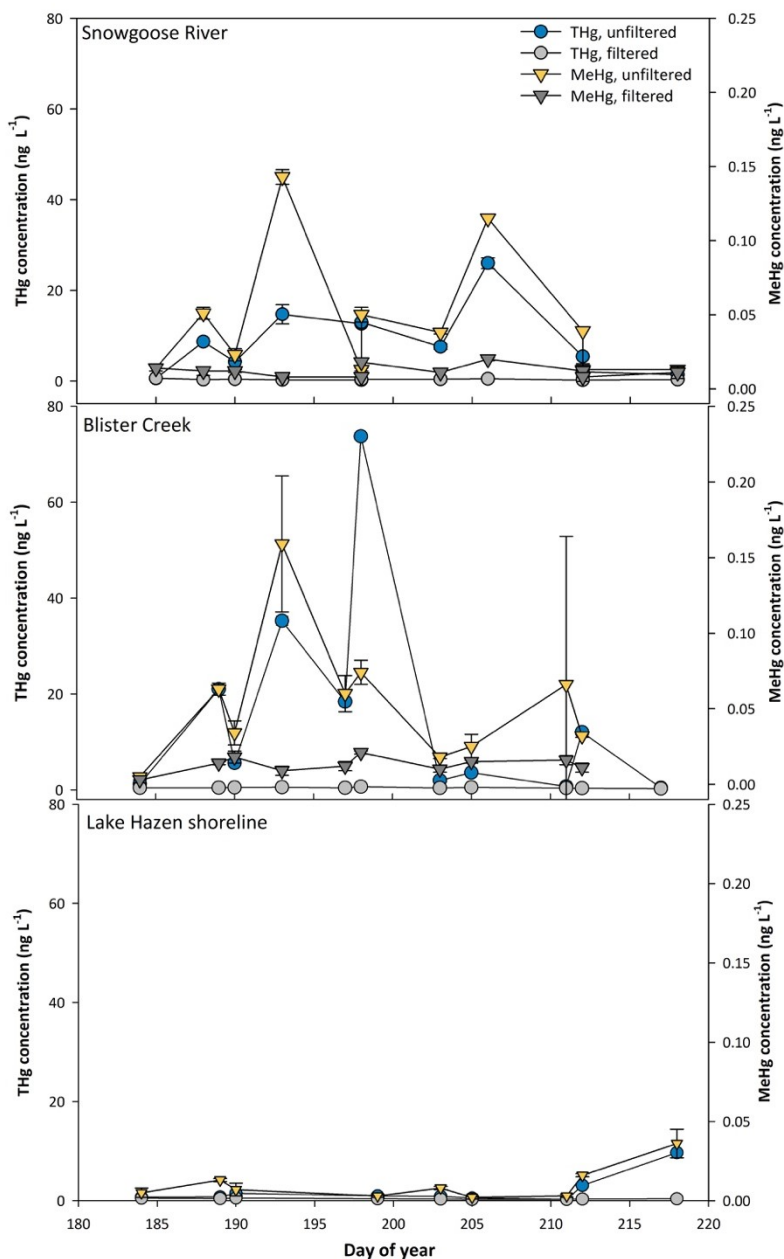 Snowgoose River
THg, unfiltered
THg, filtered
MeHg, unfiltered
MeHg, filtered
80
60
40
20
0
THg concentration (ng L-1)
0.25
0.20
0.15
0.10
0.05
0.00
MeHg concentration (ng L-1)
Blister Creek
80
60
40
20
0
THg concentration (ng L-1)
0.25
0.20
0.15
0.10
0.05
0.00
MeHg concentration (ng L-1)
Lake Hazen shoreline
80
60
40
20
0
THg concentration (ng L-1)
0.25
0.20
0.15
0.10
0.05
0.00
MeHg concentration (ng L-1)
180 185 190 195 200 205 210 215 220
Day of year